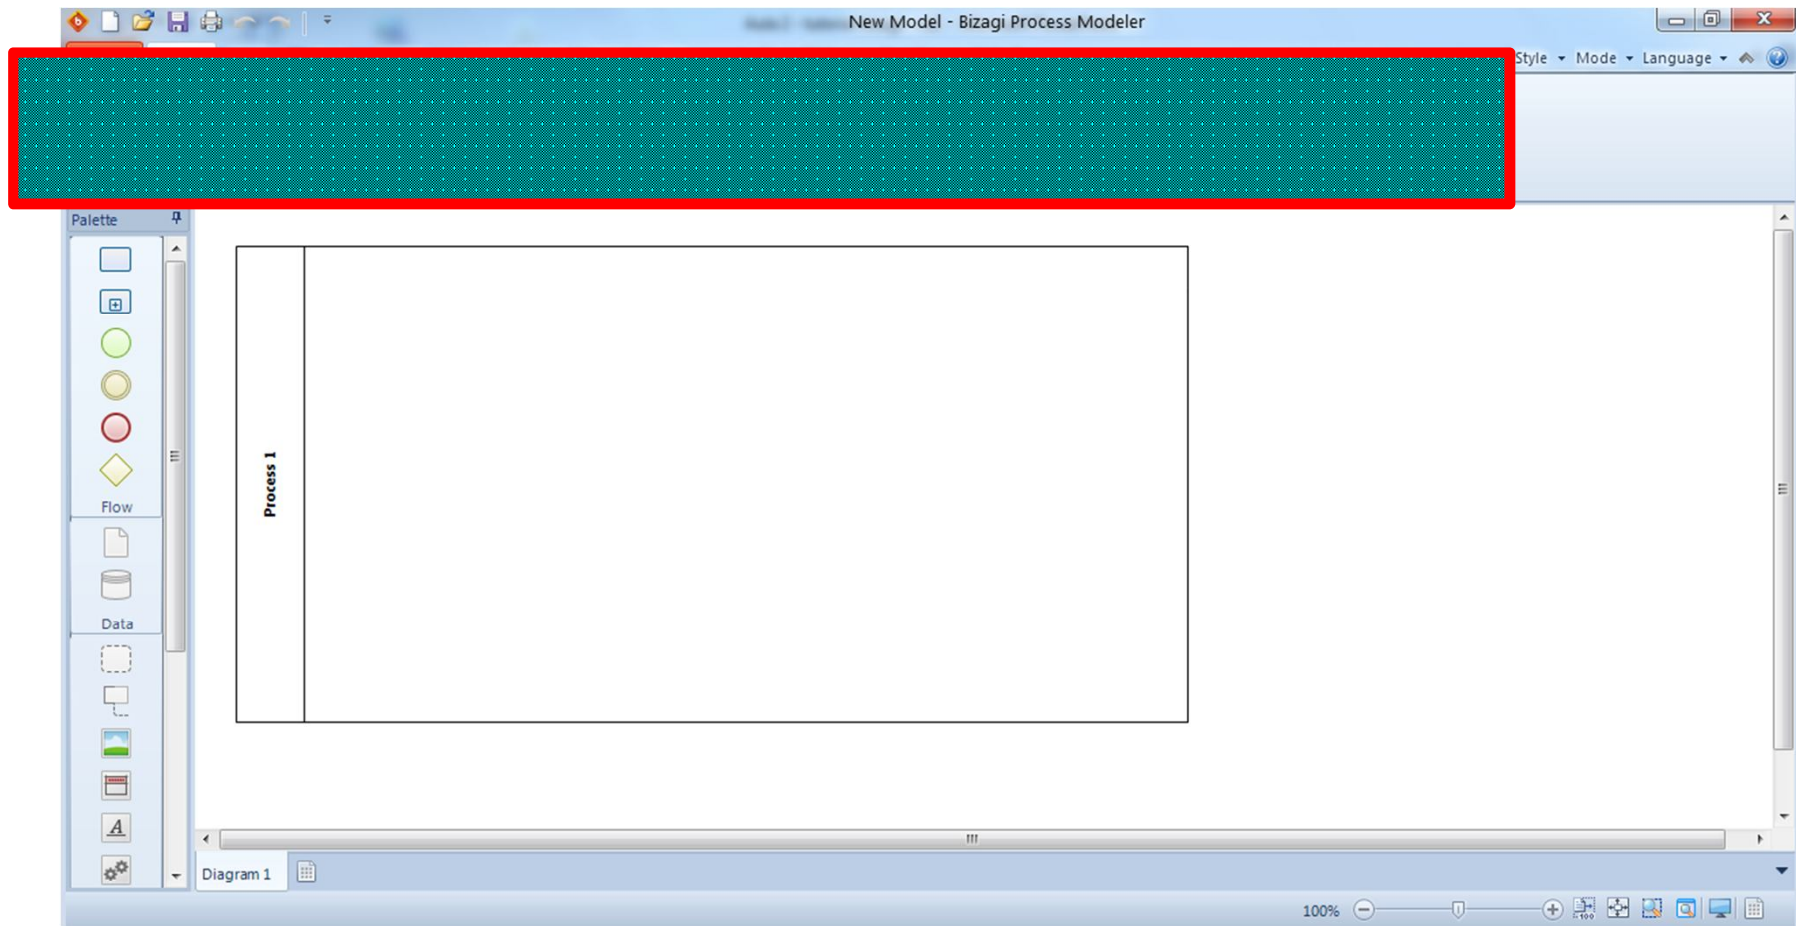 New Model - Bizagi Process Modeler
Style Mode Language
Palette
Process 1
Flow
Data
A
Diagram 1
100%